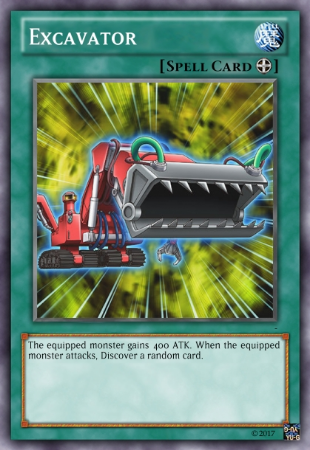 EXCAVATOR
[SPELL CARD]
The equipped monster gains 400 ATK. When the equipped
monster attacks, Discover a random card.
©2017